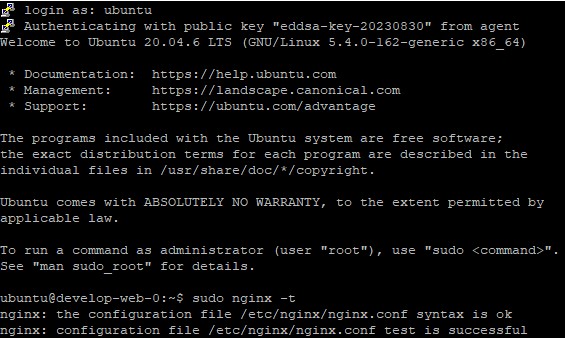 login as: ubuntu
Authenticating with public key "eddsa-key-20230830" from agent
Welcome to Ubuntu 20.04.6 LTS (GNU/Linux 5.4.0-162-generic x86_64)
* Documentation:  https://help.ubuntu.com
* Management:     https://landscape.canonical.com
* Support:        https://ubuntu.com/advantage
The programs included with the Ubuntu system are free software;
the exact distribution terms for each program are described in the
individual files in /usr/share/doc/*/copyright.
Ubuntu comes with ABSOLUTELY NO WARRANTY, to the extent permitted by
applicable law.
To run a command as administrator (user "root"), use "sudo <command>".
See "man sudo_root" for details.
ubuntu@develop-web-0:~$ sudo nginx -t
nginx: the configuration file /etc/nginx/nginx.conf syntax is ok
nginx: configuration file /etc/nginx/nginx.conf test is successful